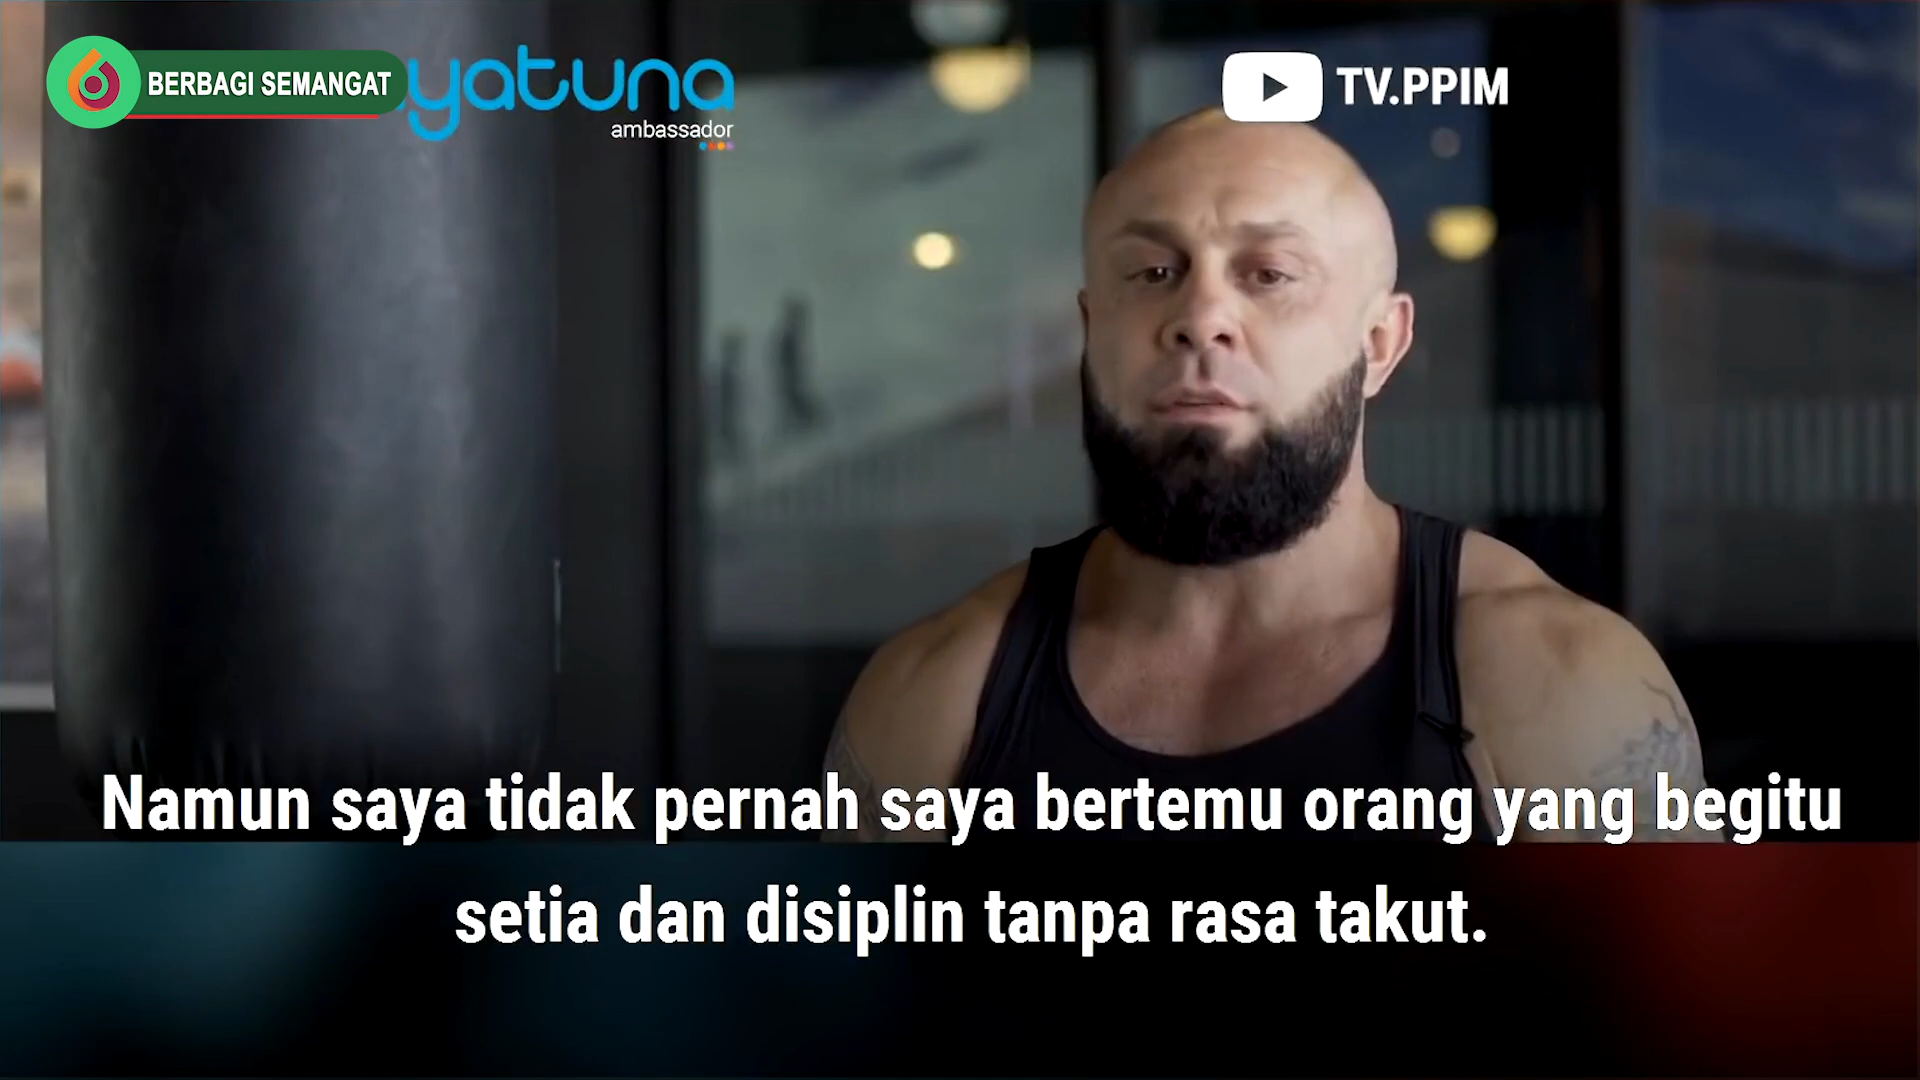 BERBAGI SEMANGAT
yatuna
ambassador
TV.PPIM
Namun saya tidak pernah saya bertemu orang yang begitu
setia dan disiplin tanpa rasa takut.